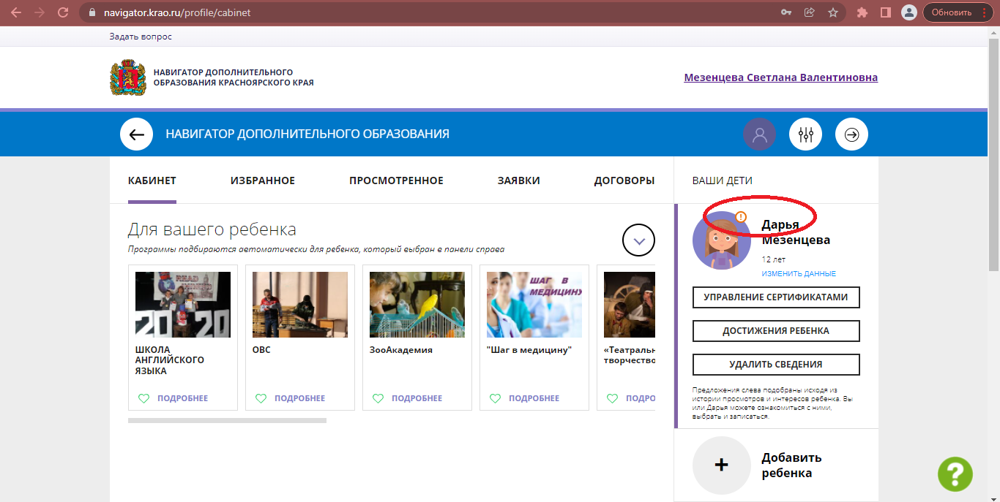 navigator.krao.ru/profile/cabinet
Обновить
Задать вопрос
НАВИГАТОР ДОПОЛНИТЕЛЬНОГО
ОБРАЗОВАНИЯ КРАСНОЯРСКОГО КРАЯ
Мезенцева Светлана Валентиновна
НАВИГАТОР ДОПОЛНИТЕЛЬНОГО ОБРАЗОВАНИЯ
КАБИНЕТ
ИЗБРАННОЕ
ПРОСМОТРЕННОЕ
ЗАЯВКИ
ДОГОВОРЫ
Для вашего ребенка
Программы подбираются автоматически для ребенка, который выбран в панели справа
2020
ШАГ В
МЕДИЦИНУ
ШКОЛА
АНГЛИЙСКОГО
ЯЗЫКА
ПОДРОБНЕЕ
ОВС
ПОДРОБНЕЕ
ЗооАкадемия
ПОДРОБНЕЕ
"Шаг в медицину"
ПОДРОБНЕЕ
«Театральн
творчество
ПОДРО
ВАШИ ДЕТИ
Дарья
Мезенцева
12 лет
ИЗМЕНИТЬ ДАННЫЕ
УПРАВЛЕНИЕ СЕРТИФИКАТАМИ
ДОСТИЖЕНИЯ РЕБЕНКА
УДАЛИТЬ СВЕДЕНИЯ
Предложения слева подобраны исходя из
истории просмотров и интересов ребенка. Вы
или Дарья можете ознакомиться с ними,
выбрать и записаться.
+
Добавить
ребенка
?